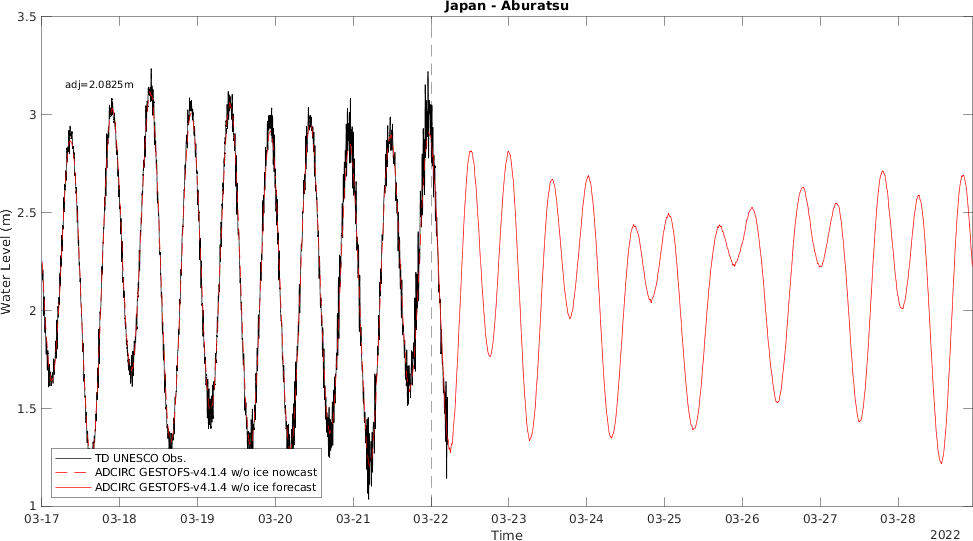 Japan - Aburatsu
3.5
adj=2.0825m
3
2.5
Water Level (m)
2
1.5
TD UNESCO Obs.
ADCIRC GESTOFS-v4.1.4 w/o ice nowcast
ADCIRC GESTOFS-v4.1.4 w/o ice forecast
1
03-17 03-18 03-19 03-20 03-21 03-22 03-23 03-24 03-25 03-26 03-27 03-28
Time
2022